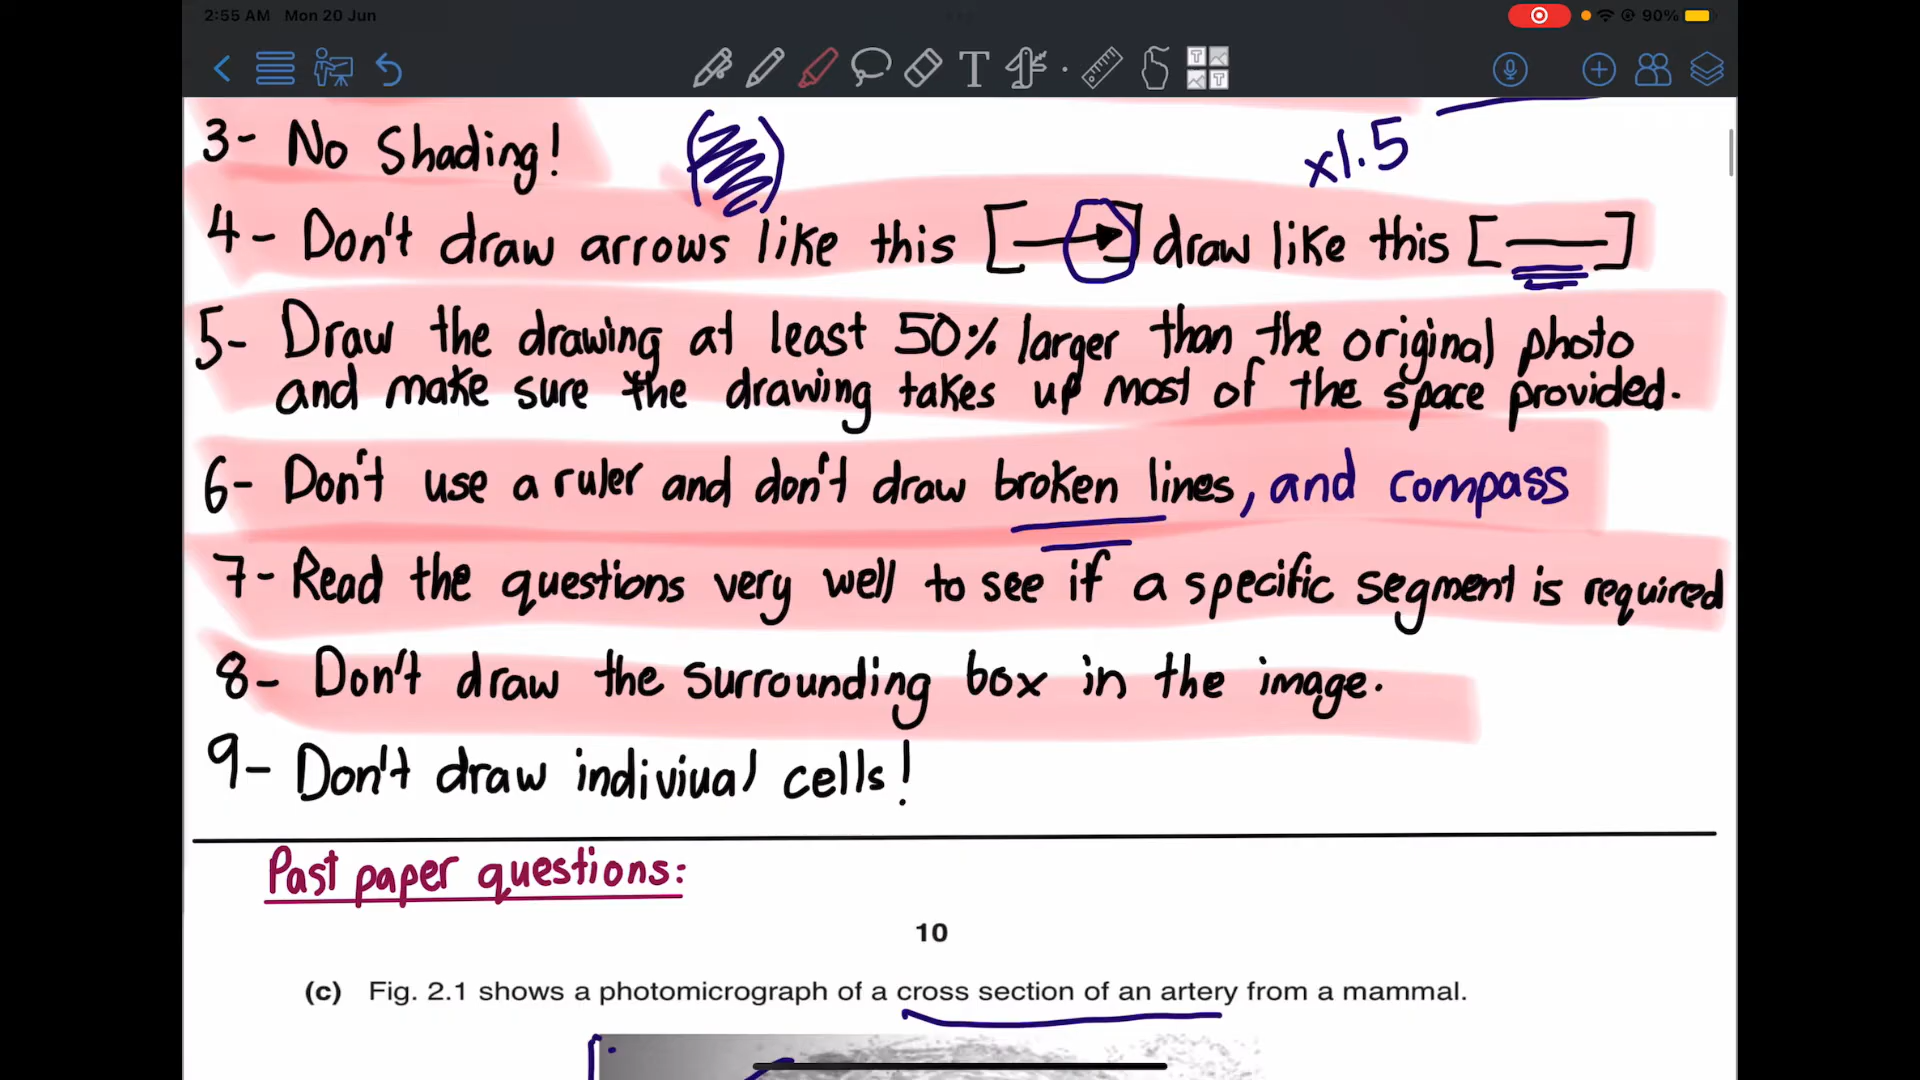 2:55 AM Mon 20 Jun
90%
3- No Shading!
x1.5
4- Don't draw arrows like this [→] draw like this [—]
5- Draw the drawing at least 50% larger than the original photo
and make sure the drawing takes up most of the space provided.
6- Don't use a ruler and don't draw broken lines, and compass
7- Read the questions very well to see if a specific segment is required
8- Don't draw the surrounding box in the image.
9- Don't draw indiviual cells!
Past paper questions:
10
(c) Fig. 2.1 shows a photomicrograph of a cross section of an artery from a mammal.